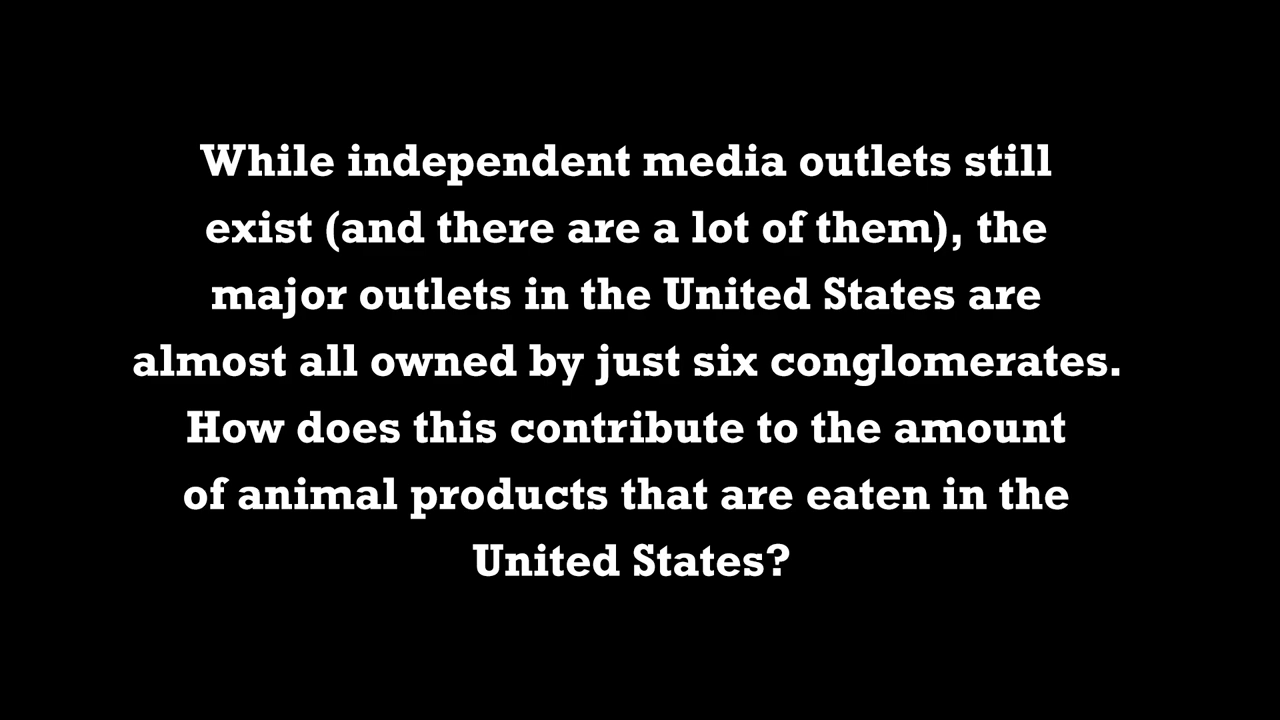 While independent media outlets still
exist (and there are a lot of them), the
major outlets in the United States are
almost all owned by just six conglomerates.
How does this contribute to the amount
of animal products that are eaten in the
United States?